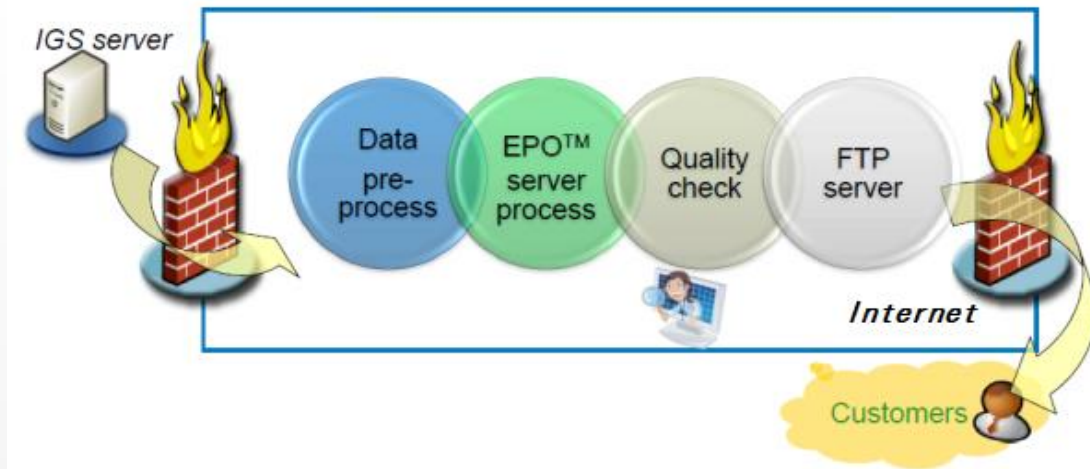 IGS server
Data
pre-
process
EPO™
server
process
Quality
check
FTP
server
Internet
Customers